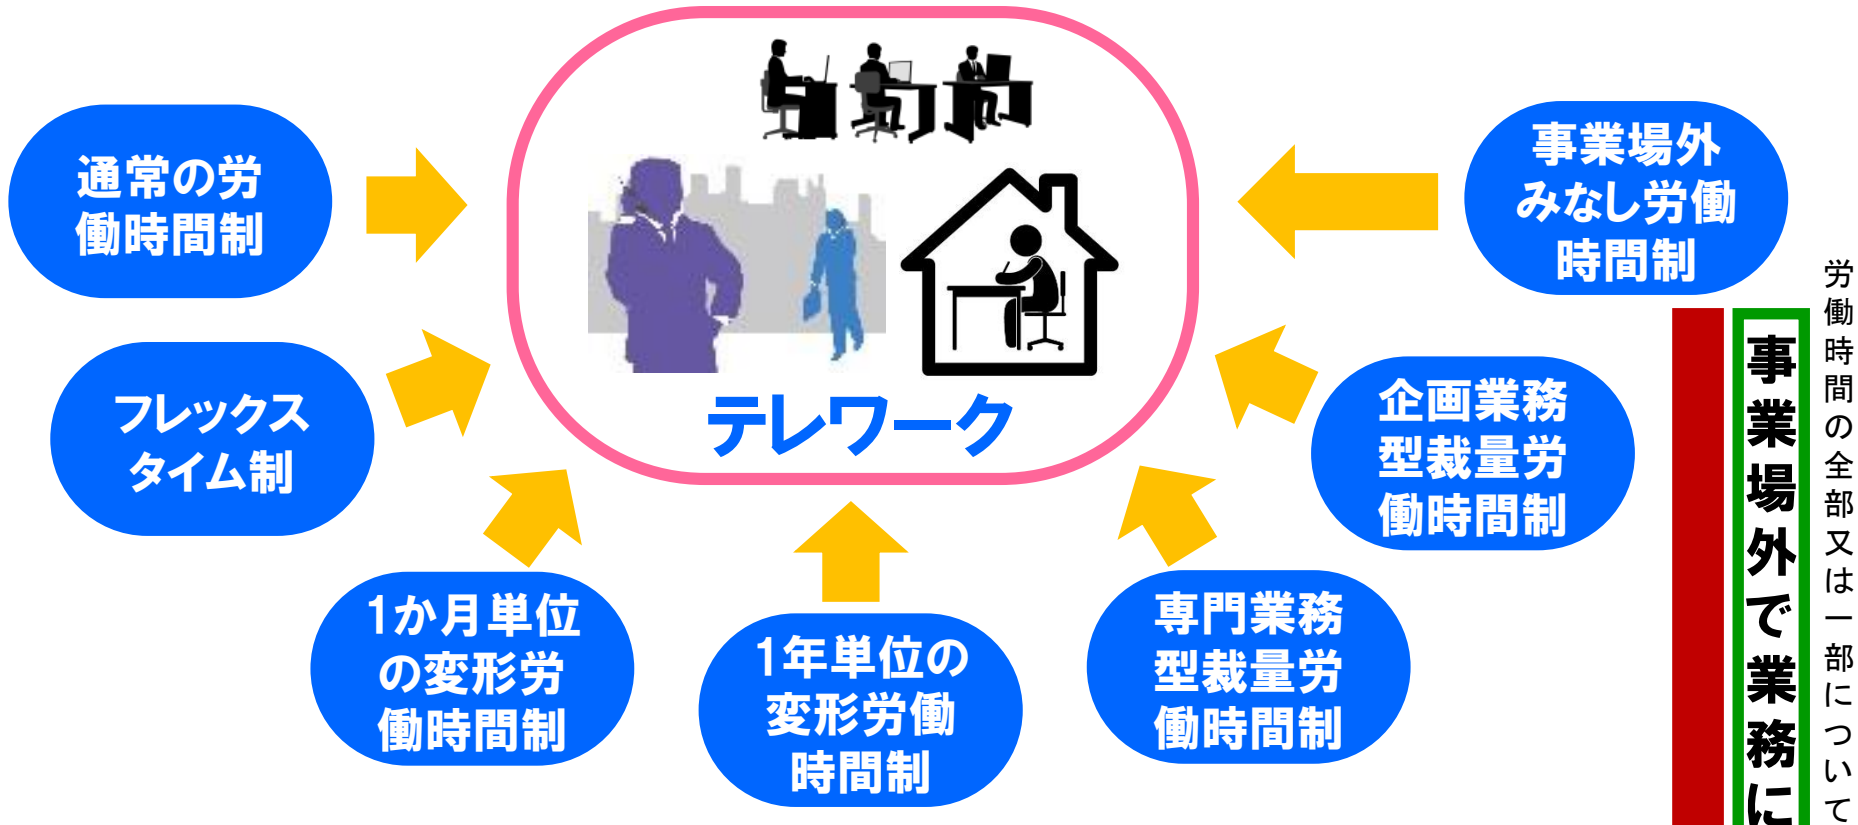 通常の労
働時間制
フレックス
タイム制
1か月単位
の変形労
働時間制
1年単位の
変形労働
時間制
専門業務
型裁量労
働時間制
企画業務
型裁量労
働時間制
事業場外
みなし労働
時間制
テレワーク
労働時間の全部又は一部について
事業場外で業務に